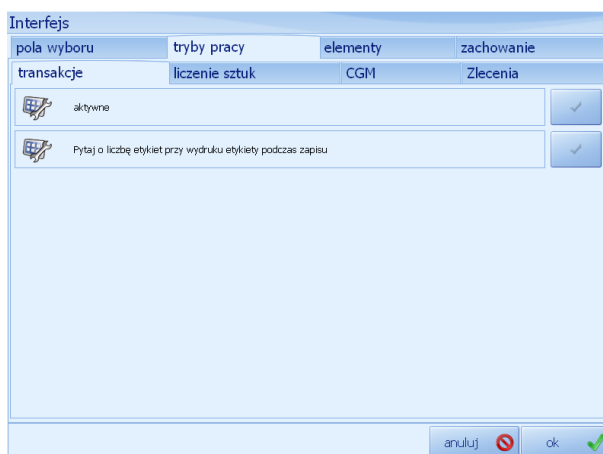 Interfejs
pola wyboru tryby pracy elementy zachowanie
transakcje liczenie sztuk CGM Zlecenia
aktywne
Pytaj o liczbę etykiet przy wydruku etykiety podczas zapisu
anuluj ok